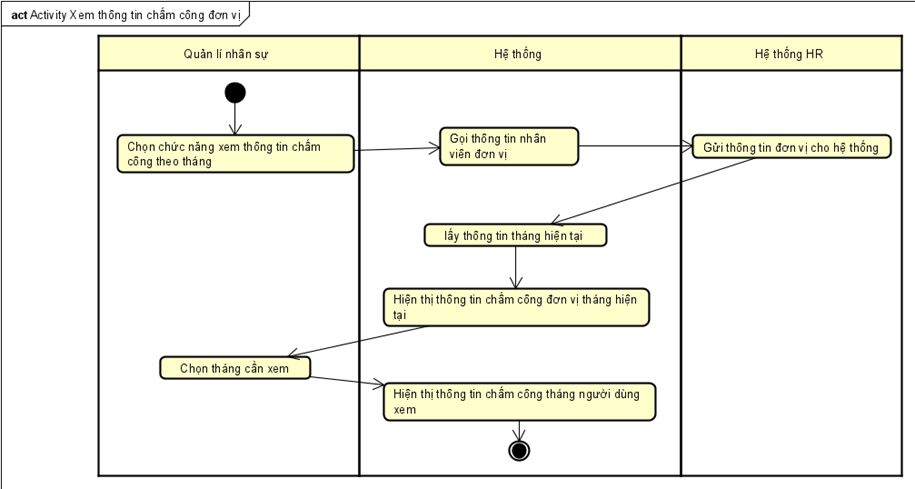 act Activity Xem thông tin chấm công đơn vị
Quản lí nhân sự
Hệ thống
Hệ thống HR
Chọn chức năng xem thông tin chấm
công theo tháng
Gọi thông tin nhân
viên đơn vị
Gửi thông tin đơn vị cho hệ thống
lấy thông tin tháng hiện tại
Hiện thị thông tin chấm công đơn vị tháng hiện
tại
Chọn tháng cần xem
Hiện thị thông tin chấm công tháng người dùng
xem